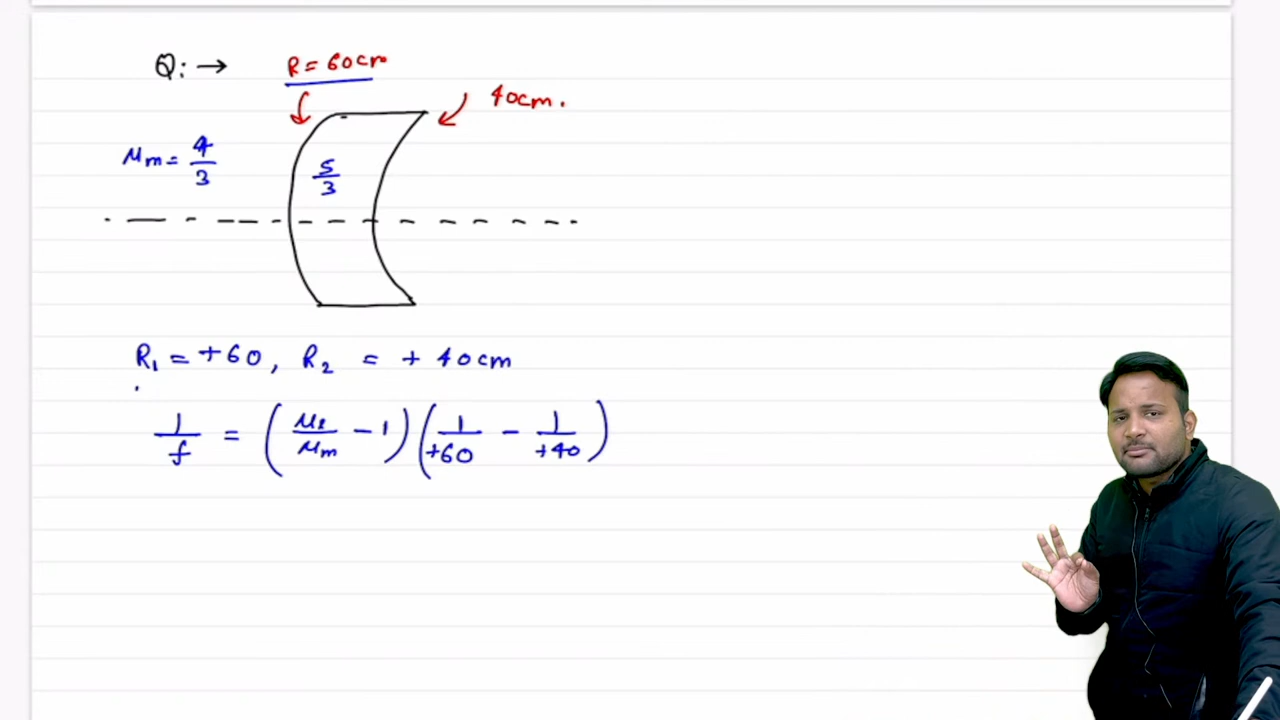 Q: → R = 60cm
40cm.
μm = 4/3
5/3
R₁ = +60, R₂ = + 40cm
1/f = (μℓ/μm - 1)(1/+60 - 1/+40)